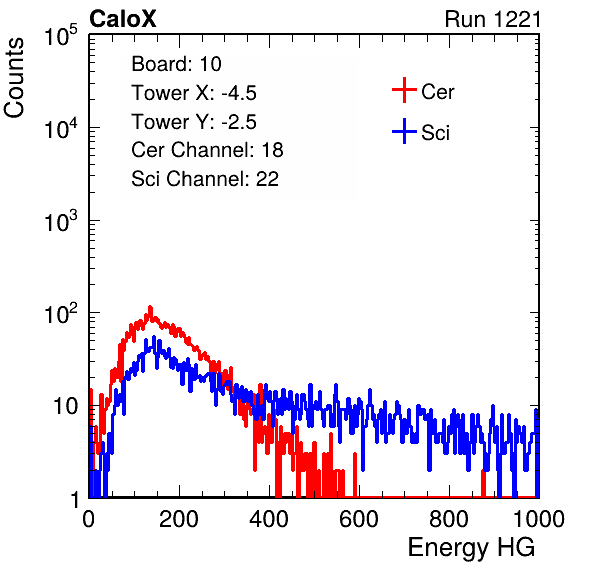 CaloX Run 1221
Counts
Board: 10
Tower X: -4.5
Tower Y: -2.5
Cer Channel: 18
Sci Channel: 22
Cer
Sci
10^5
10^4
10^3
10^2
10
1
0 200 400 600 800 1000
Energy HG